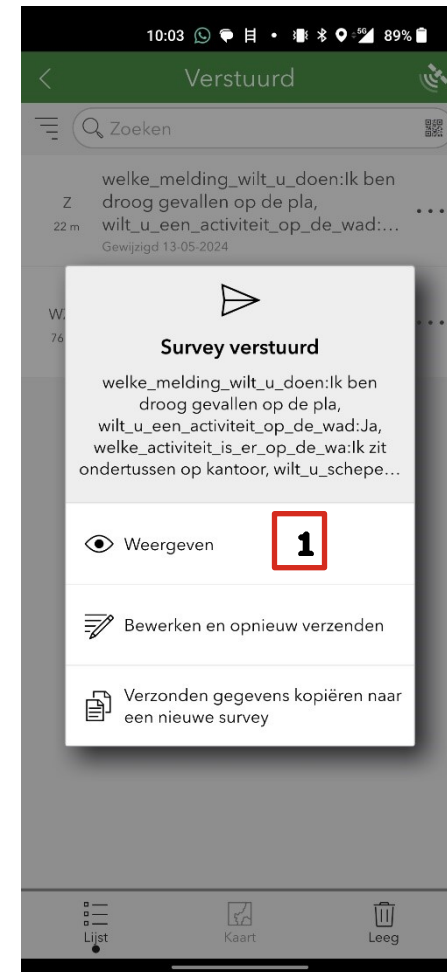 10:03 5G 89%
Verstuurd
Zoeken
welke_melding_wilt_u_doen:Ik ben
Z droog gevallen op de pla,
22 m wilt_u_een_activiteit_op_de_wad:...
Gewijzigd 13-05-2024
76
Survey verstuurd
welke_melding_wilt_u_doen:Ik ben
droog gevallen op de pla,
wilt_u_een_activiteit_op_de_wad:Ja,
welke_activiteit_is_er_op_de_wa:Ik zit
ondertussen op kantoor, wilt_u_schepe...
Weergeven 1
Bewerken en opnieuw verzenden
Verzonden gegevens kopiëren naar
een nieuwe survey
Lijst Kaart Leeg